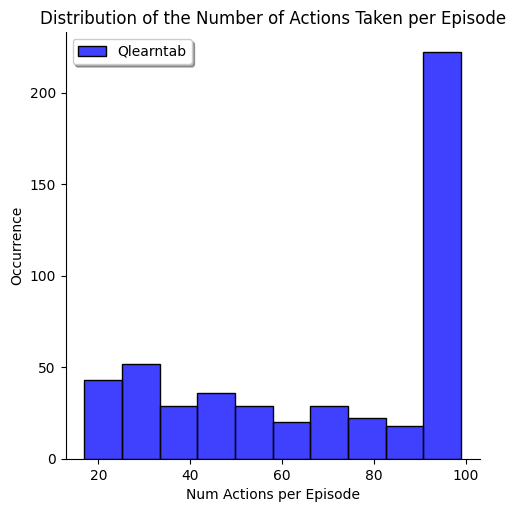 Distribution of the Number of Actions Taken per Episode
Qlearntab
200
150
100
50
0
Occurrence
20 40 60 80 100
Num Actions per Episode